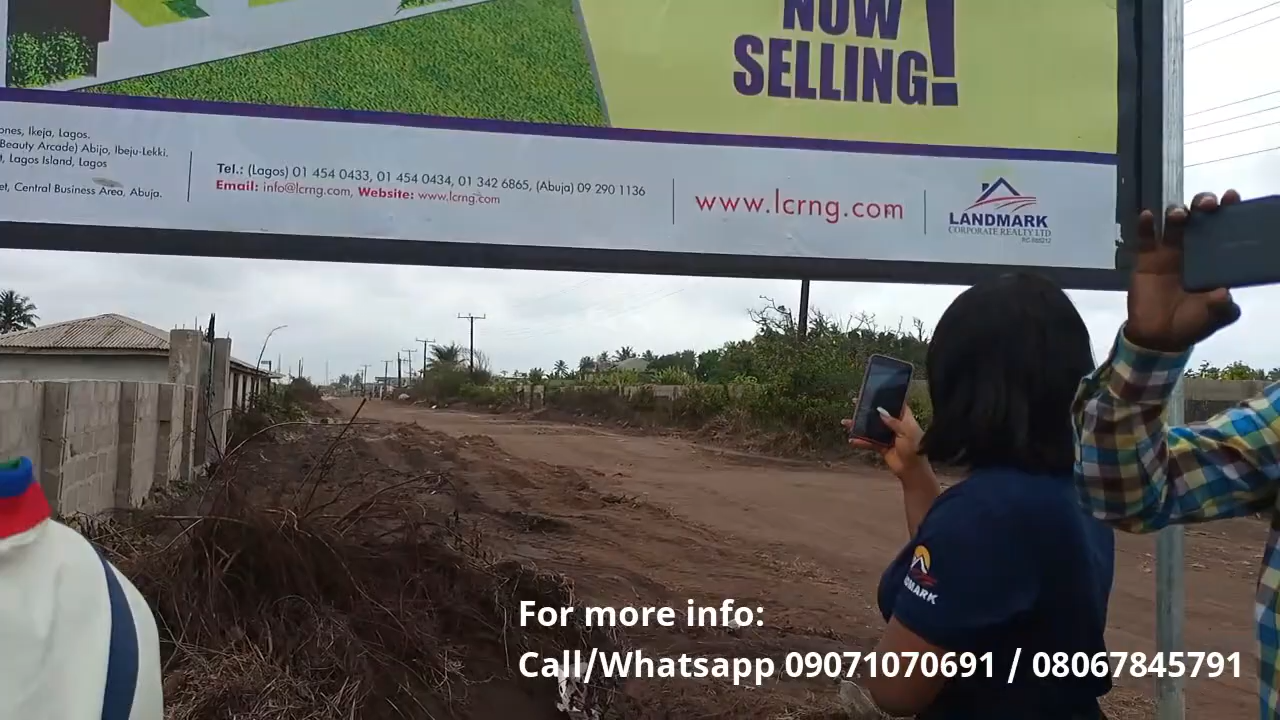 NOW
SELLING!
ones, Ikeja, Lagos.
Beauty Arcade) Abijo, Ibeju-Lekki.
, Lagos Island, Lagos
et, Central Business Area, Abuja.
Tel.: (Lagos) 01 454 0433, 01 454 0434, 01 342 6865, (Abuja) 09 290 1136
Email: info@lcrng.com, Website: www.lcrng.com
www.lcrng.com
LANDMARK
CORPORATE REALTY LTD
DMARK
For more info:
Call/Whatsapp 09071070691 / 08067845791